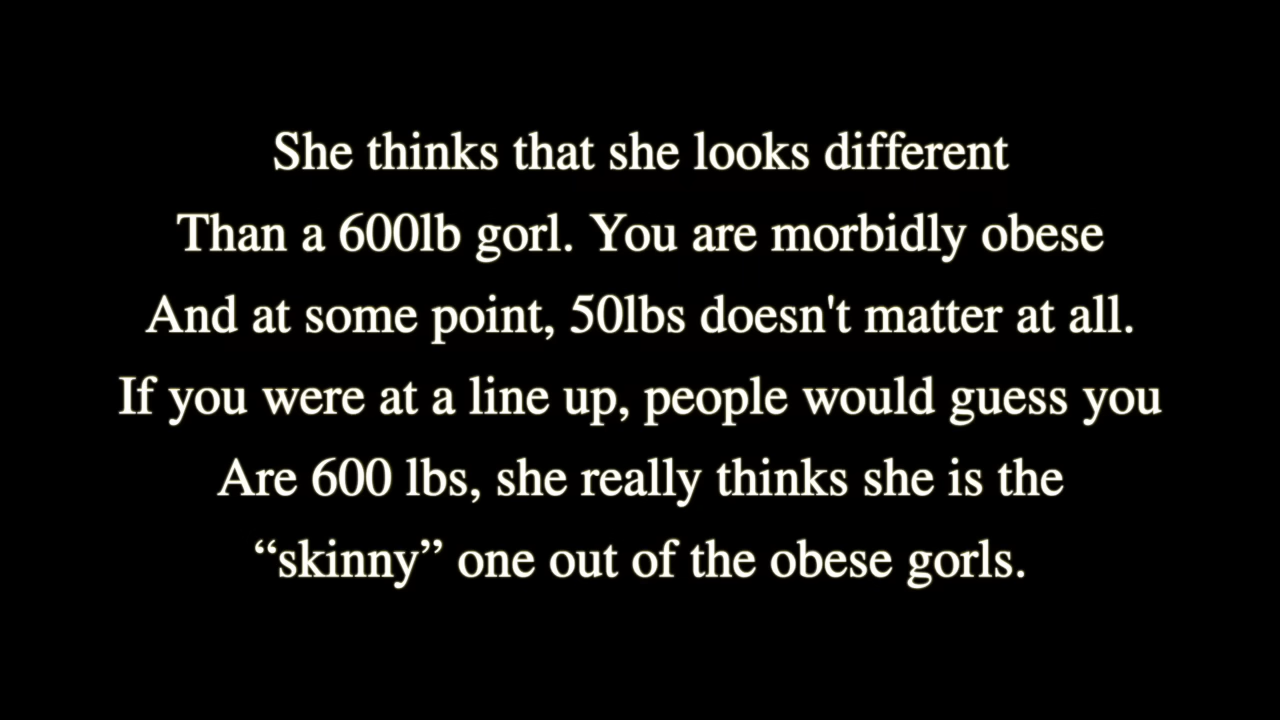 She thinks that she looks different
Than a 600lb gorl. You are morbidly obese
And at some point, 50lbs doesn't matter at all.
If you were at a line up, people would guess you
Are 600 lbs, she really thinks she is the
“skinny” one out of the obese gorls.